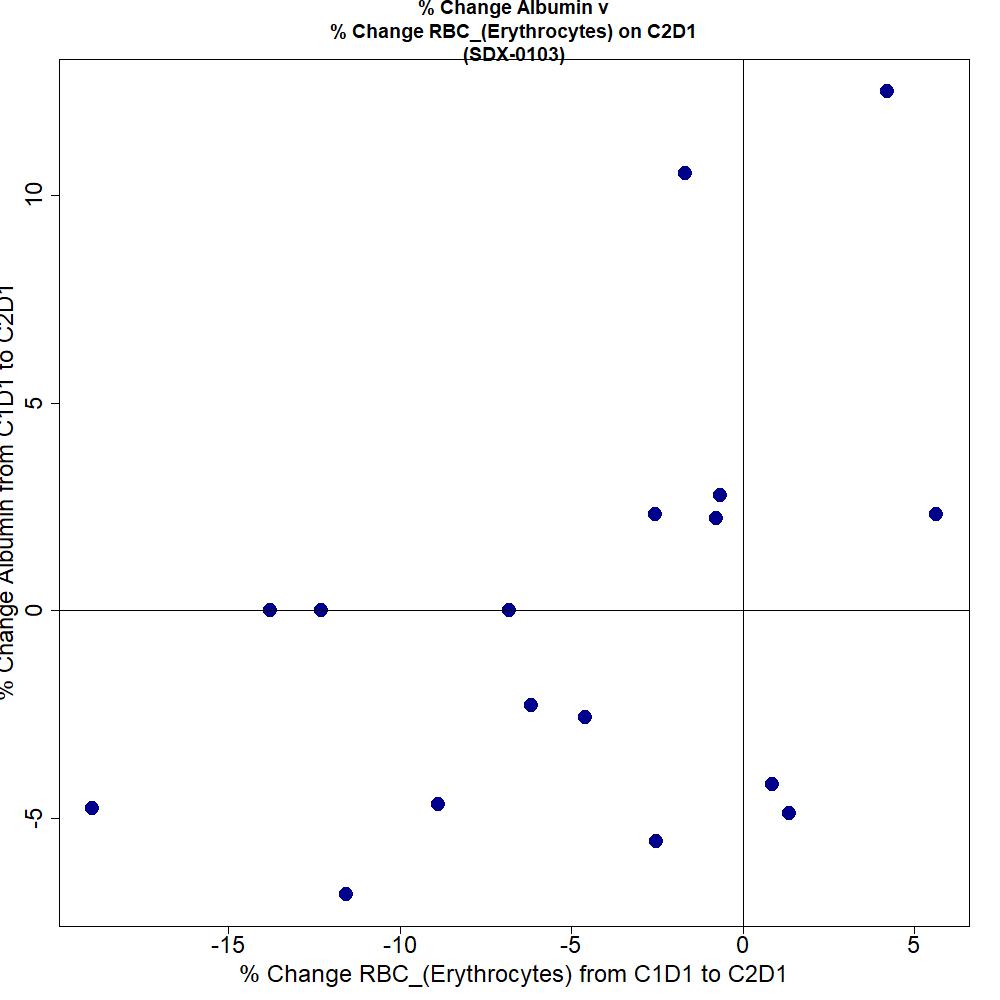 % Change Albumin v
% Change RBC_(Erythrocytes) on C2D1
(SDX-0103)
% Change Albumin from C1D1 to C2D1
10
5
0
-5
-15
-10
-5
0
5
% Change RBC_(Erythrocytes) from C1D1 to C2D1